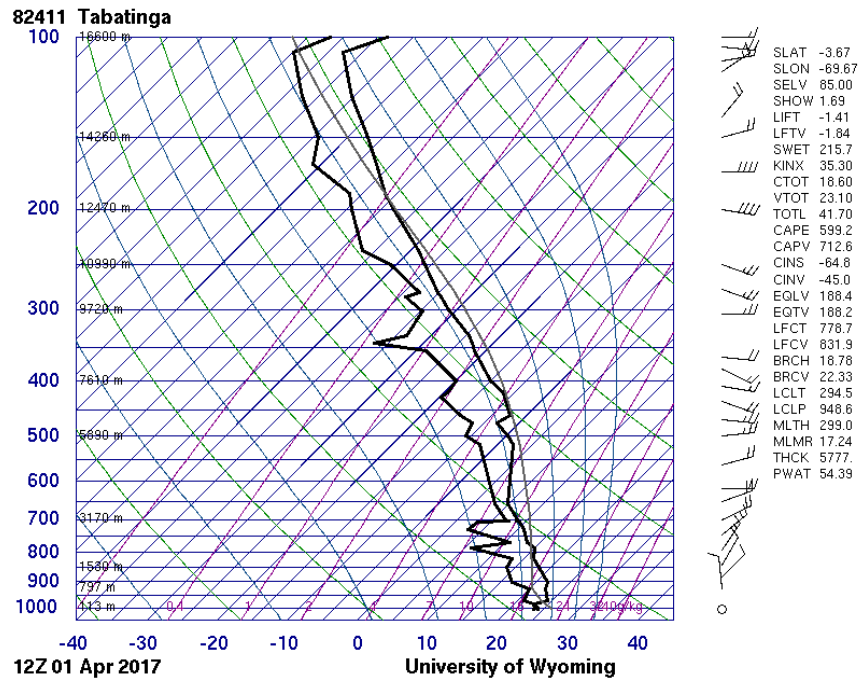 82411 Tabatinga
100
16600 m
14260 m
200
12470 m
10990 m
300
9720 m
400
7610 m
500
5890 m
600
700
3170 m
800
1530 m
900
797 m
1000
113 m
0.4
1
2
4
7
10
16
24
32
40g/kg
-40
-30
-20
-10
0
10
20
30
40
12Z 01 Apr 2017
University of Wyoming
SLAT -3.67
SLON -69.67
SELV 85.00
SHOW 1.69
LIFT -1.41
LFTV -1.84
SWET 215.7
KINX 35.30
CTOT 18.60
VTOT 23.10
TOTL 41.70
CAPE 599.2
CAPV 712.6
CINS -64.8
CINV -45.0
EQLV 188.4
EQTV 188.2
LFCT 778.7
LFCV 831.9
BRCH 18.78
BRCV 22.33
LCLT 294.5
LCLP 948.6
MLTH 299.0
MLMR 17.24
THCK 5777.
PWAT 54.39